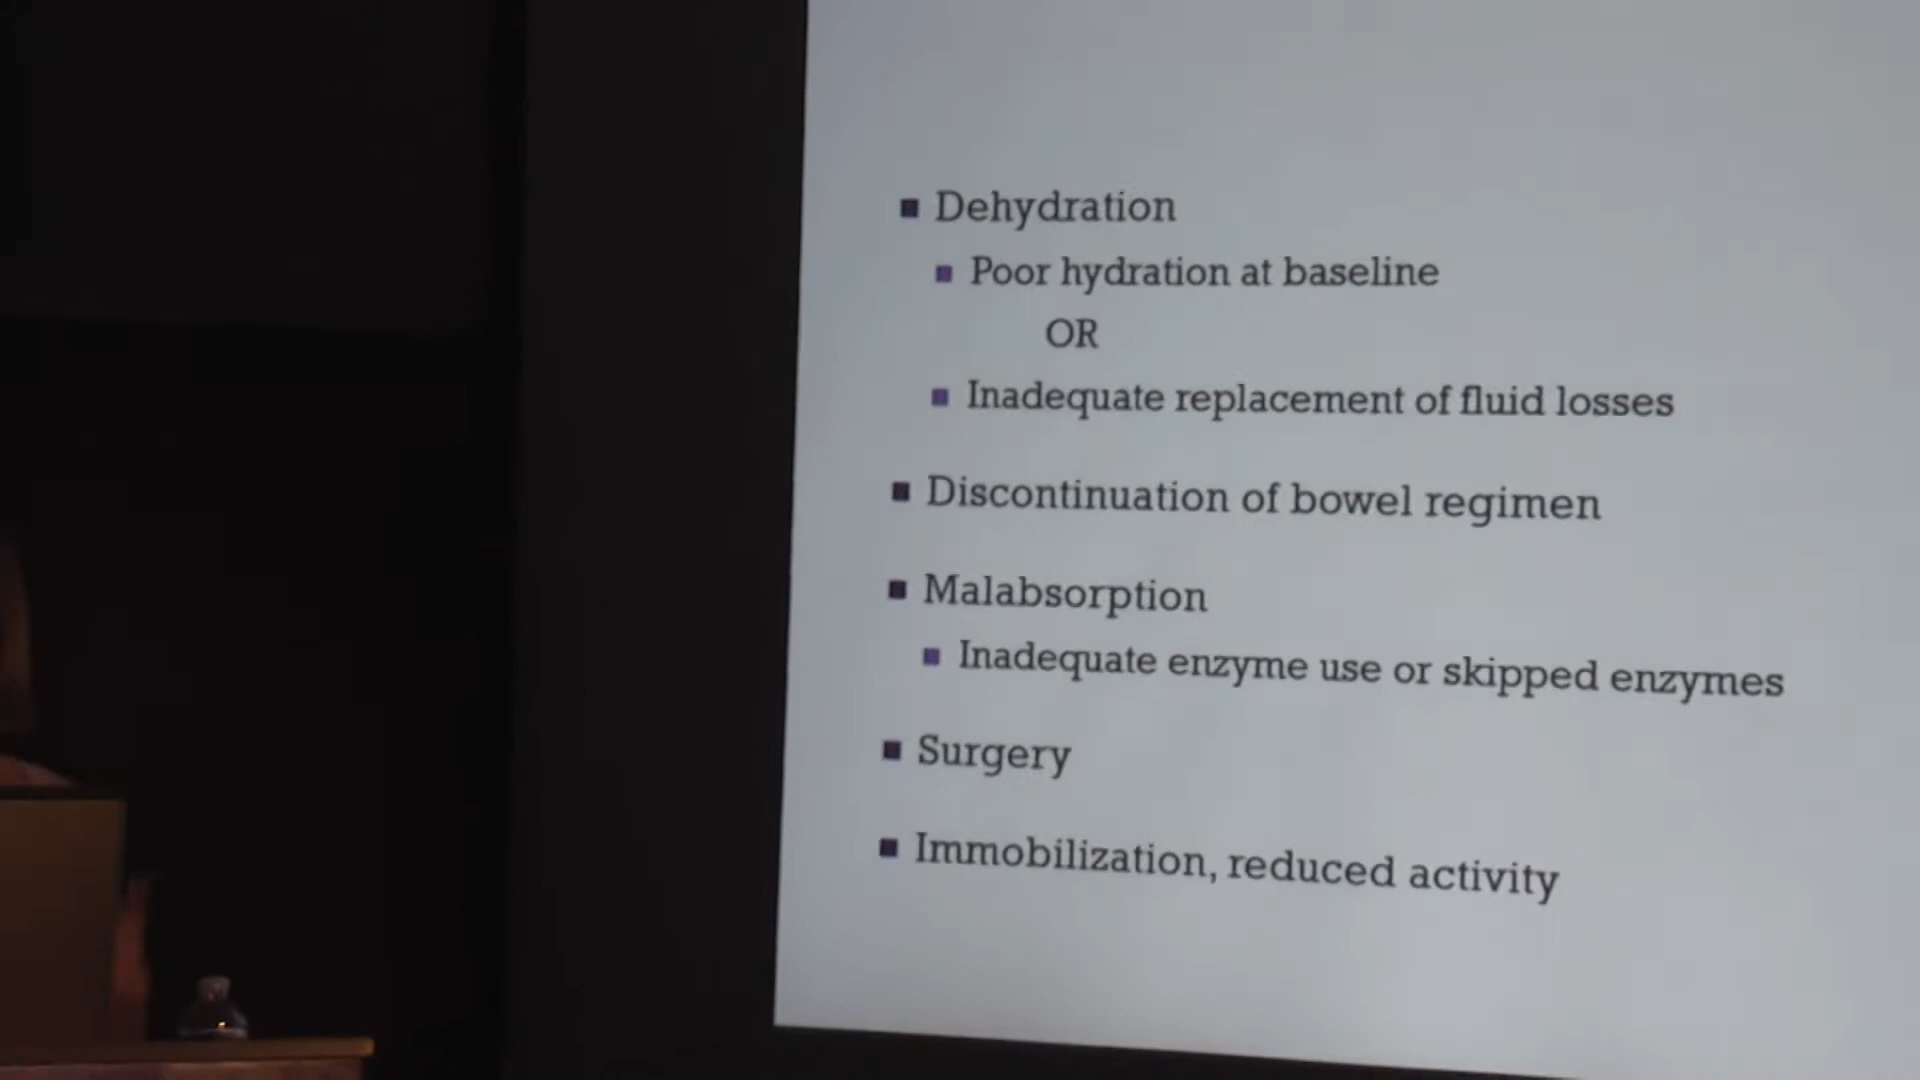 Dehydration
Poor hydration at baseline
OR
Inadequate replacement of fluid losses
Discontinuation of bowel regimen
Malabsorption
Inadequate enzyme use or skipped enzymes
Surgery
Immobilization, reduced activity